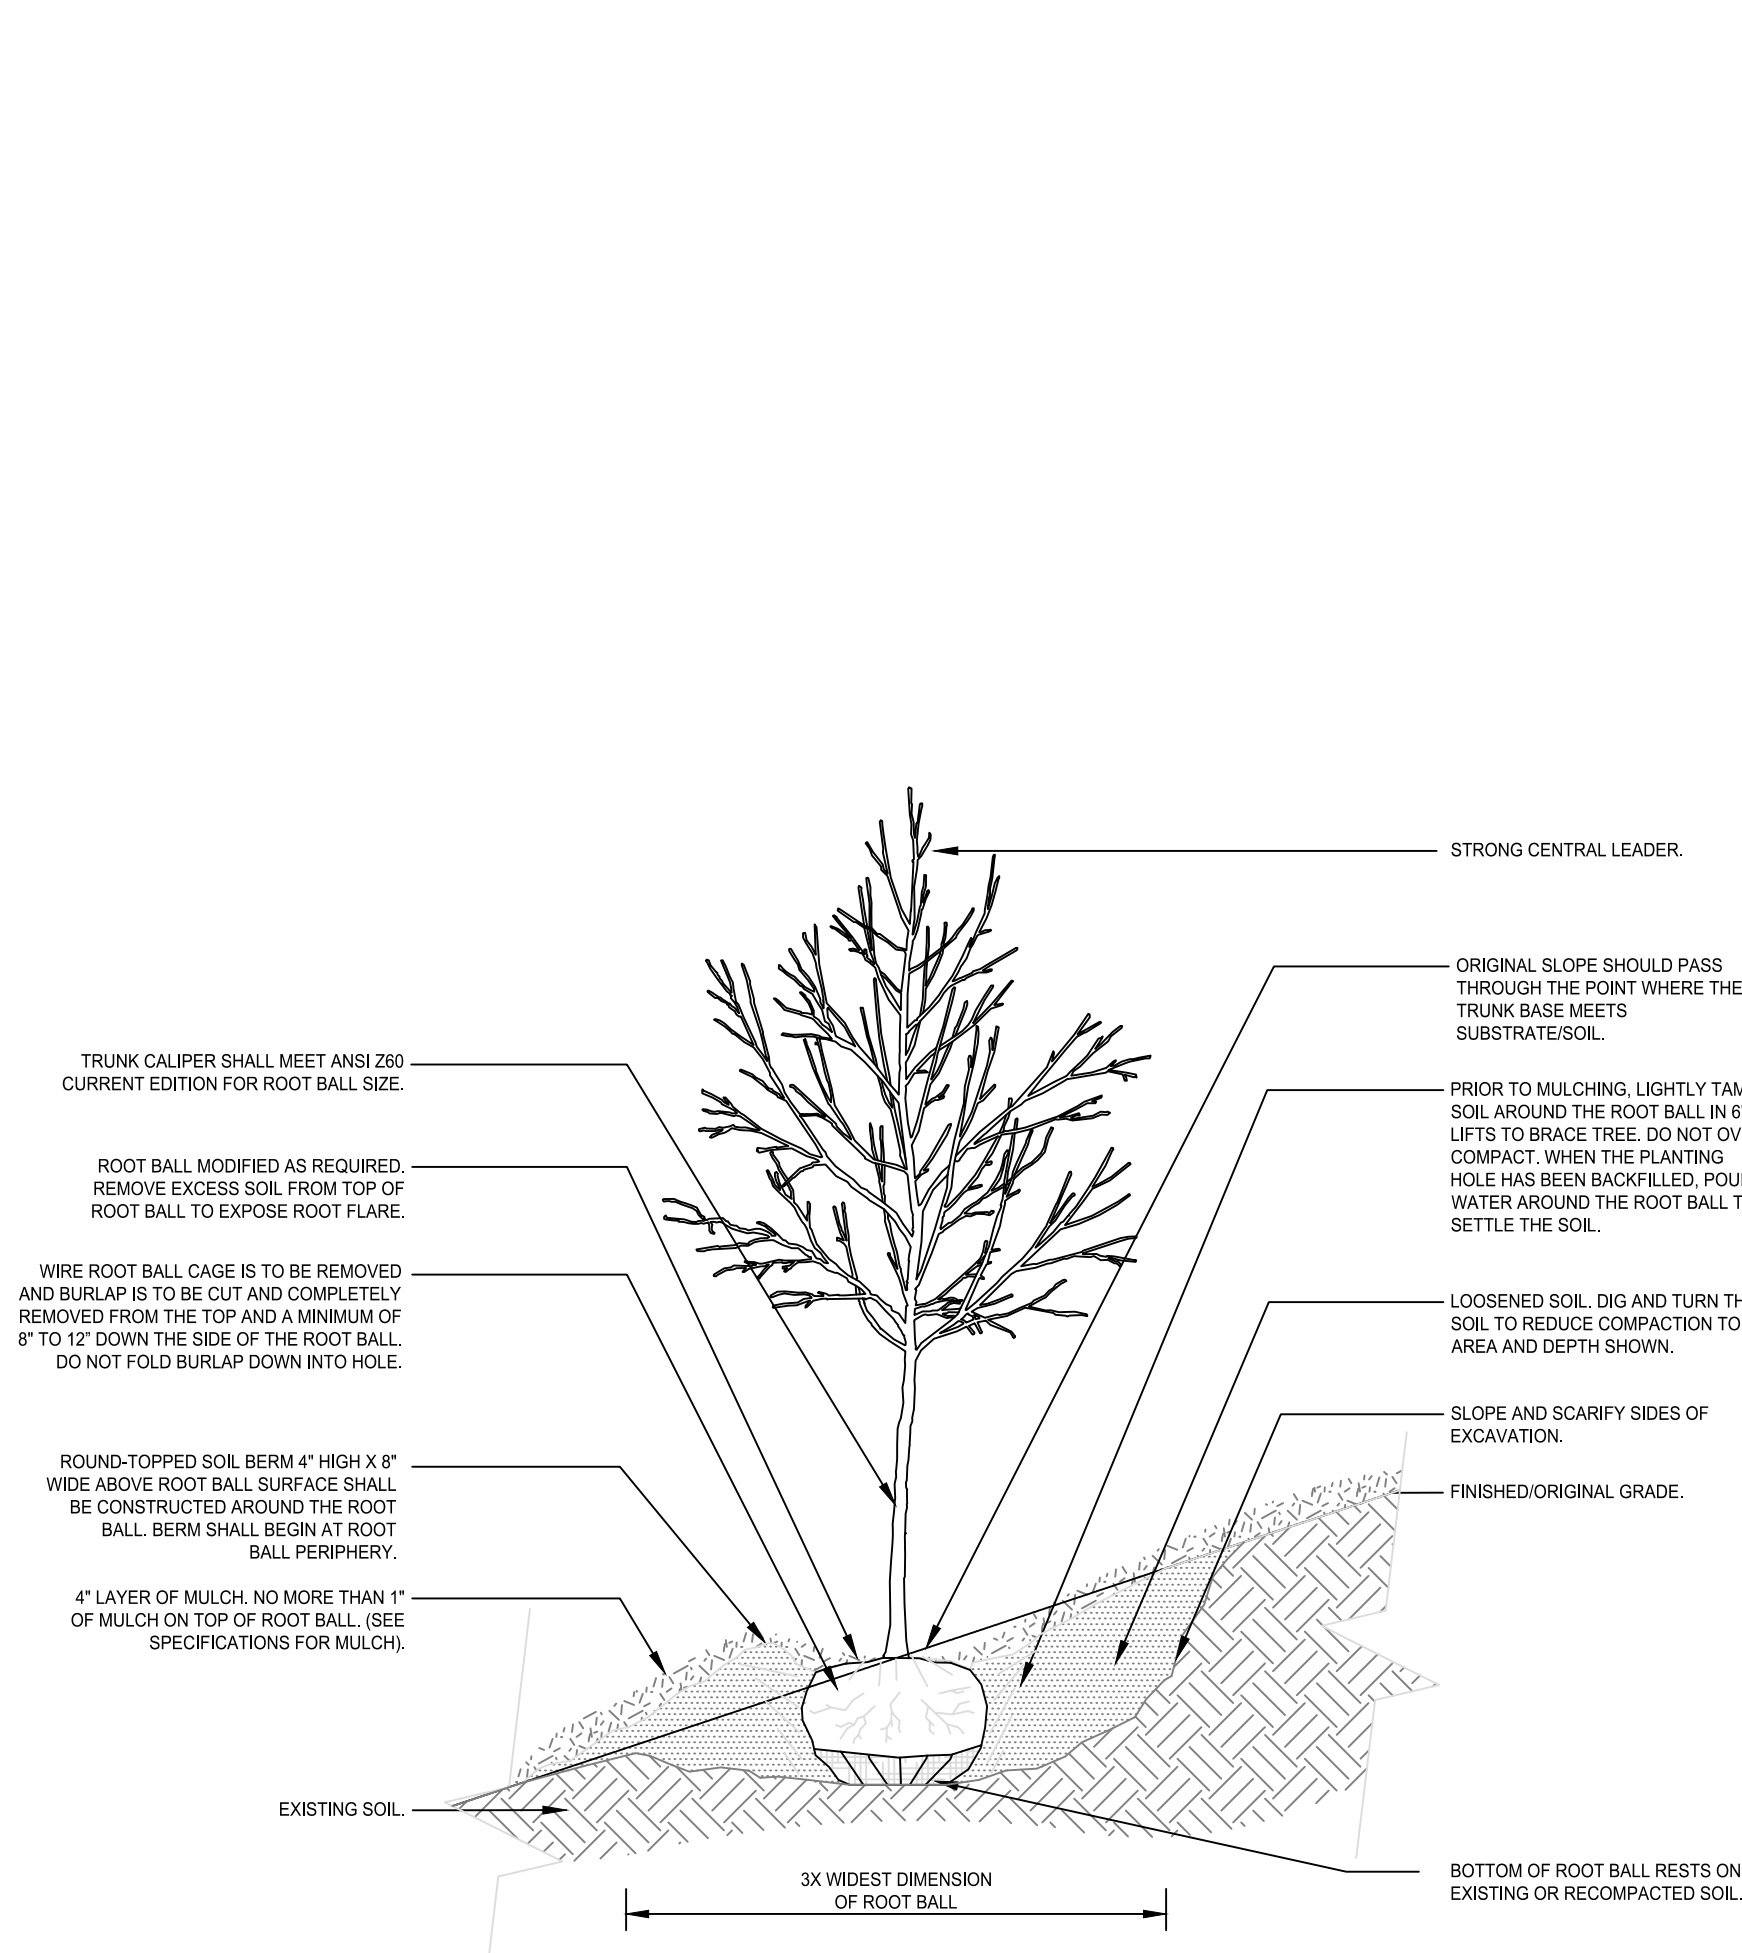 STRONG CENTRAL LEADER.
ORIGINAL SLOPE SHOULD PASS
THROUGH THE POINT WHERE THE
TRUNK BASE MEETS
SUBSTRATE/SOIL.
PRIOR TO MULCHING, LIGHTLY
SOIL AROUND THE ROOT BALL IN 6"
LIFTS TO BRACE TREE. DO NOT
COMPACT. WHEN THE PLANTING
HOLE HAS BEEN BACKFILLED,
WATER AROUND THE ROOT BALL
SETTLE THE SOIL.
LOOSENED SOIL. DIG AND TURN
SOIL TO REDUCE COMPACTION TO
AREA AND DEPTH SHOWN.
SLOPE AND SCARIFY SIDES OF
EXCAVATION.
FINISHED/ORIGINAL GRADE.
BOTTOM OF ROOT BALL RESTS ON
EXISTING OR RECOMPACTED SOIL.
TRUNK CALIPER SHALL MEET ANSI Z60
CURRENT EDITION FOR ROOT BALL SIZE.
ROOT BALL MODIFIED AS REQUIRED.
REMOVE EXCESS SOIL FROM TOP OF
ROOT BALL TO EXPOSE ROOT FLARE.
WIRE ROOT BALL CAGE IS TO BE REMOVED
AND BURLAP IS TO BE CUT AND COMPLETELY
REMOVED FROM THE TOP AND A MINIMUM OF
8" TO 12” DOWN THE SIDE OF THE ROOT BALL.
DO NOT FOLD BURLAP DOWN INTO HOLE.
ROUND-TOPPED SOIL BERM 4" HIGH X 8"
WIDE ABOVE ROOT BALL SURFACE SHALL
BE CONSTRUCTED AROUND THE ROOT
BALL. BERM SHALL BEGIN AT ROOT
BALL PERIPHERY.
4" LAYER OF MULCH. NO MORE THAN 1"
OF MULCH ON TOP OF ROOT BALL. (SEE
SPECIFICATIONS FOR MULCH).
EXISTING SOIL.
3X WIDEST DIMENSION
OF ROOT BALL